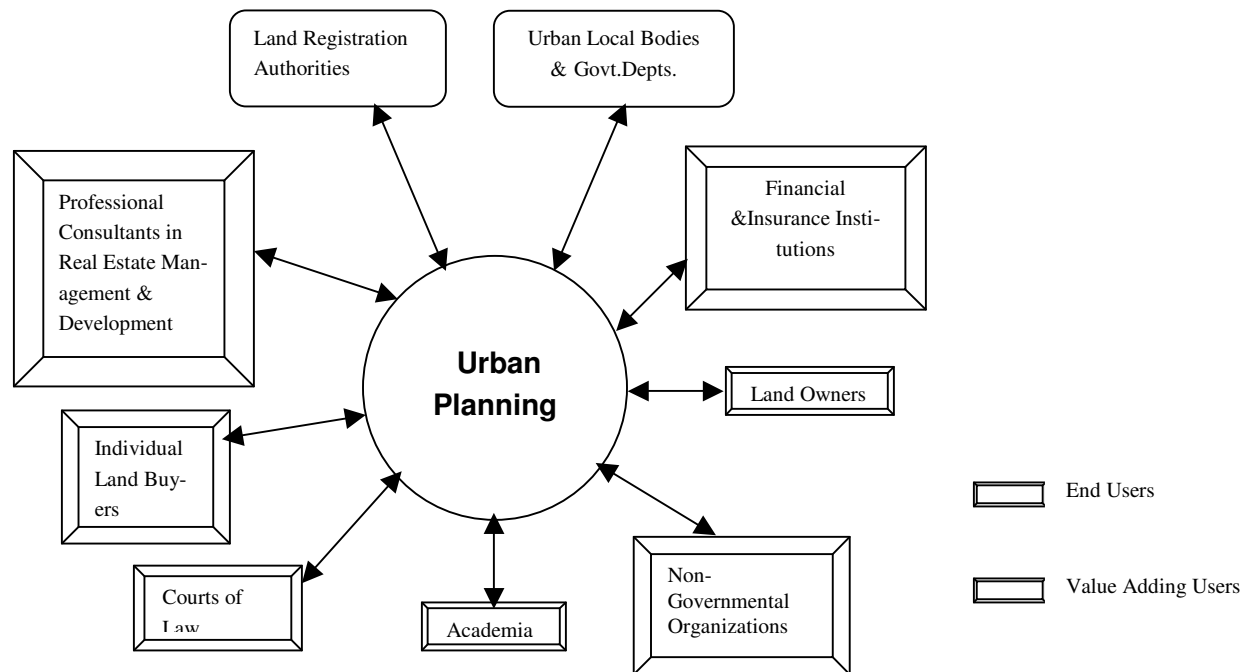 Land Registration
Authorities
Urban Local Bodies
& Govt.Depts.
Professional
Consultants in
Real Estate Man-
agement &
Development
Financial
&Insurance Insti-
tutions
Urban
Planning
Land Owners
Individual
Land Buy-
ers
End Users
Courts of
Law
Academia
Non-
Governmental
Organizations
Value Adding Users